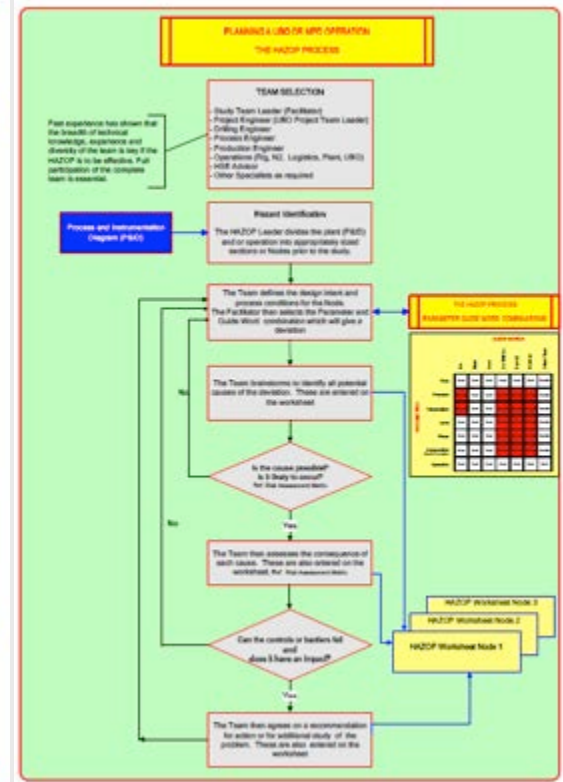 PLANNING A UBO OR MPD OPERATION
THE HAZOP PROCESS
TEAM SELECTION
- Study Team Leader (Facilitator)
- Project Engineer (UBO Project Team Leader)
- Drilling Engineer
- Process Engineer
- Production Engineer
- Operations (Rig, N2, Logistics, Plant, UBO)
- HSE Advisor
- Other Specialists as required
Past experience has shown that
the breadth of technical
knowledge, experience and
diversity of the team is key if the
HAZOP is to be effective. Full
participation of the complete
team is essential.
Hazard Identification
The HAZOP Leader divides the plant (P&ID)
and or operation into appropriately sized
sections or Nodes prior to the study.
Process and Instrumentation
Diagram (P&ID)
The Team defines the design intent and
process conditions for the Node.
The Facilitator then selects the Parameter and
Guide Word combination which will give a
deviation
THE HAZOP PROCESS
PARAMETER GUIDE WORD COMBINATIONS
No
The Team brainstorms to identify all potential
causes of the deviation. These are entered on
the worksheet
Is the cause possible?
Is it likely to occur?
Ref. Risk Assessment Matrix
Yes
No
The Team then assesses the consequence of
each cause. These are also entered on the
worksheet. Ref. Risk Assessment Matrix
HAZOP Worksheet Node 3
HAZOP Worksheet Node 2
HAZOP Worksheet Node 1
Can the controls or barriers fail
and
does it have an impact?
Yes
The Team then agrees on a recommendation
for action or for additional study of the
problem. These are also entered on the
worksheet